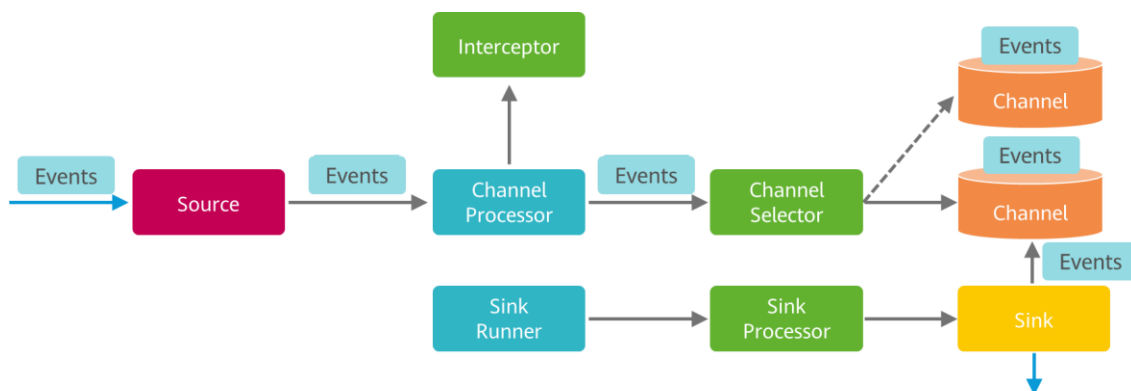 Interceptor
Events
Channel
Events
Events
Events
Events
Source
Channel
Processor
Channel
Selector
Channel
Events
Sink
Runner
Sink
Processor
Sink